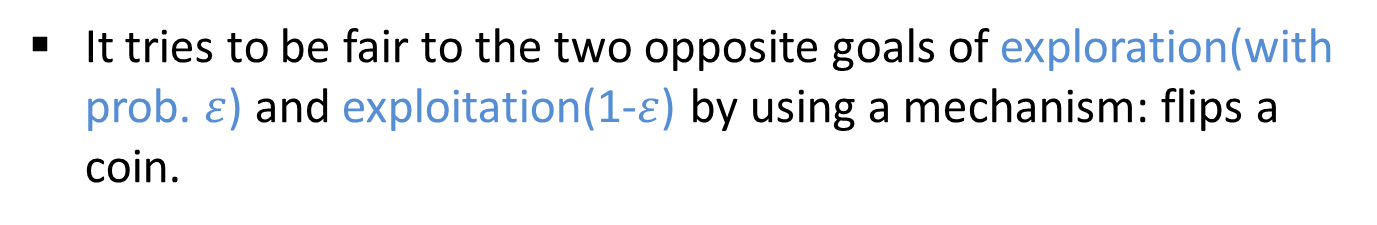 ▪ It tries to be fair to the two opposite goals of exploration(with
prob. ε) and exploitation(1-ε) by using a mechanism: flips a
coin.